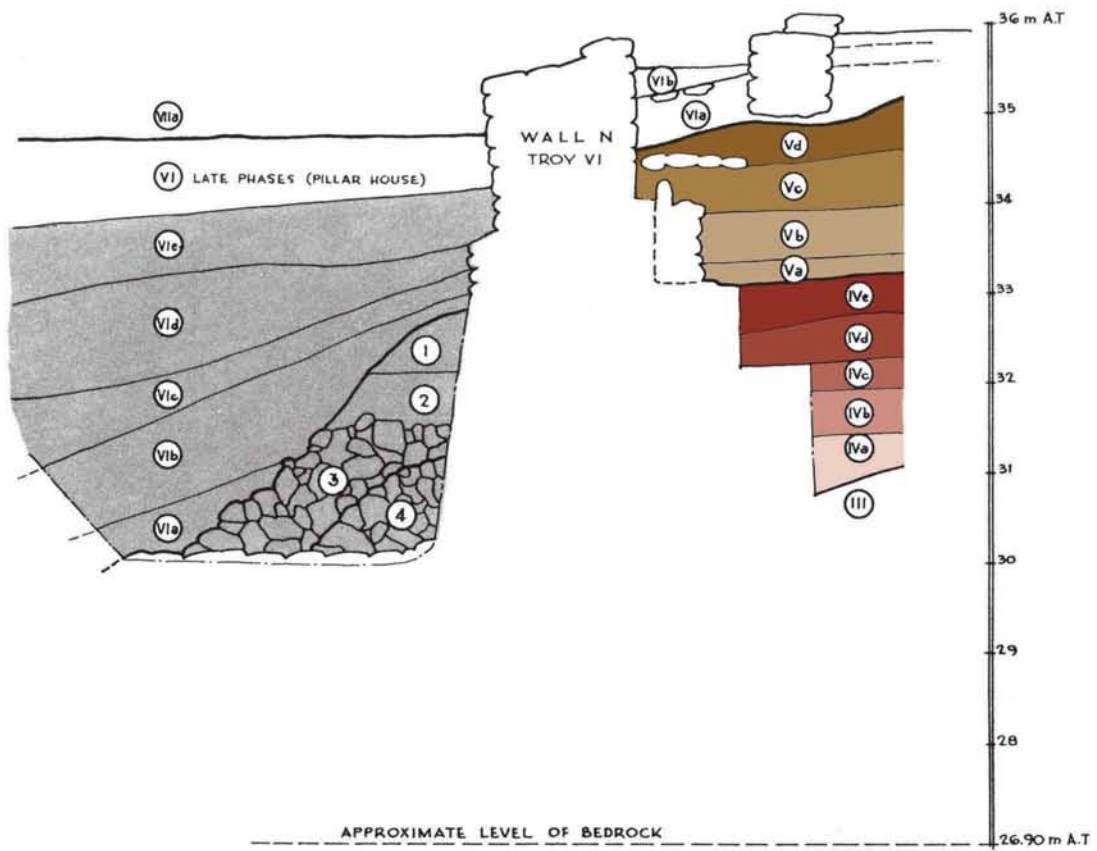 36 m A.T
VIIa
VI LATE PHASES (PILLAR HOUSE)
VIe
VId
VIc
VIb
VIa
1
2
3
4
WALL N
TROY VI
VIb
VIa
Vd
Vc
Vb
Va
IVe
IVd
IVc
IVb
IVa
III
35
34
33
32
31
30
29
28
26.90 m A.T
APPROXIMATE LEVEL OF BEDROCK